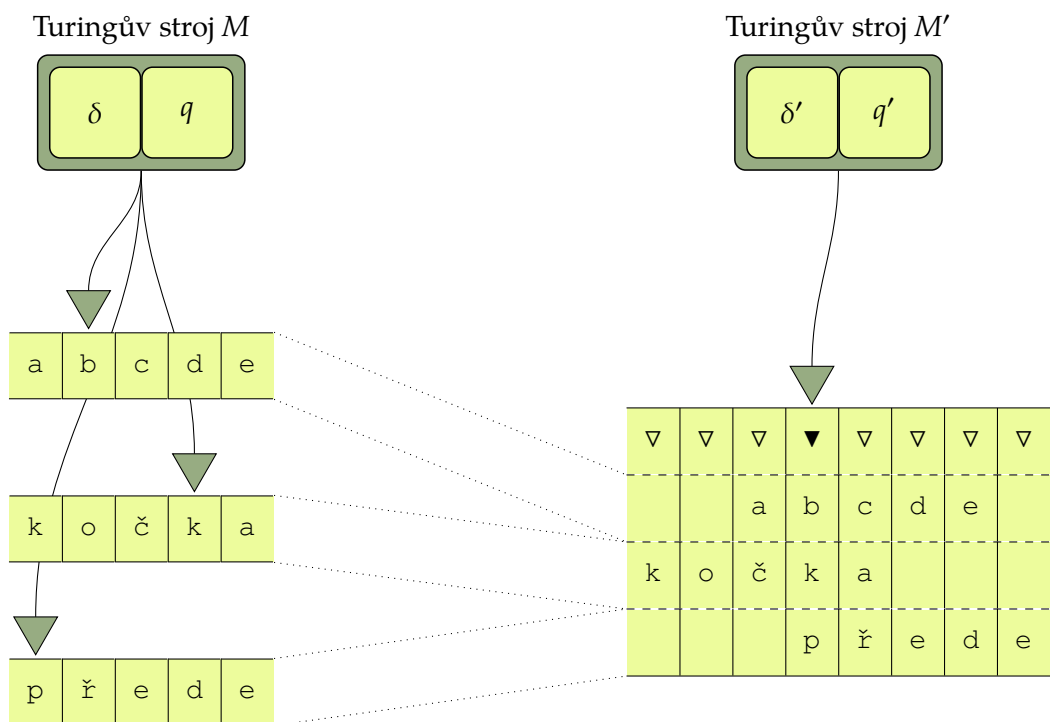 Turingův stroj M
Turingův stroj M′
δ q
δ′ q′
a b c d e
k o č k a
p ř e d e
▽ ▽ ▽ ▼ ▽ ▽ ▽ ▽
a b c d e
k o č k a
p ř e d e